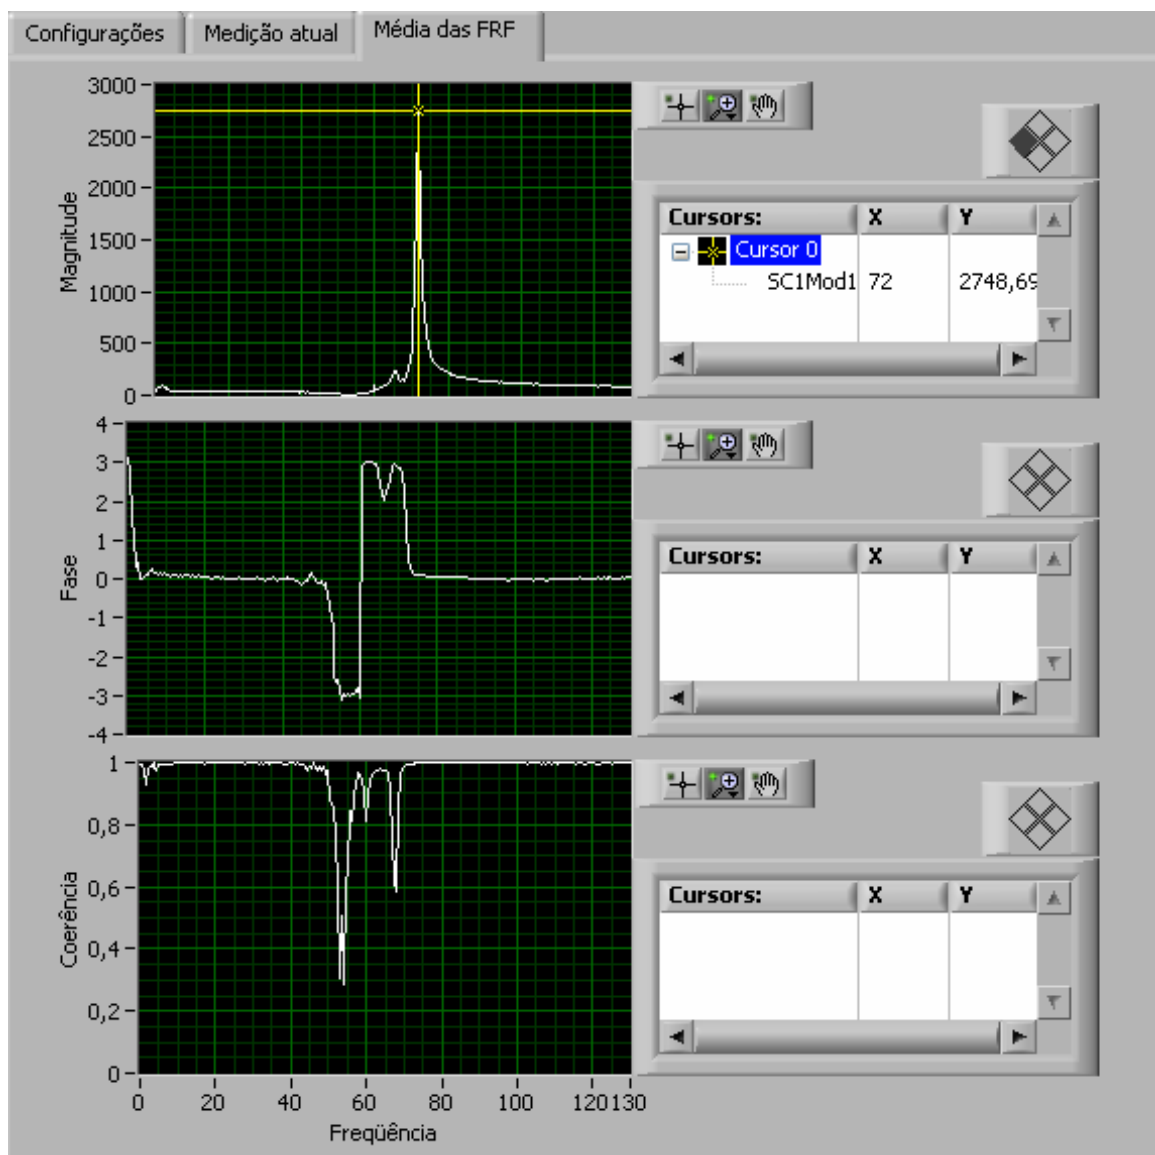 Configurações Medição atual Média das FRF
3000
2500
2000
1500
1000
500
0
Magnitude
Cursors: X Y
Cursor 0
SC1Mod1 72 2748,69
4
3
2
1
0
-1
-2
-3
-4
Fase
Cursors: X Y
1
0,8
0,6
0,4
0,2
0
Coerência
Cursors: X Y
0 20 40 60 80 100 120 130
Freqüência